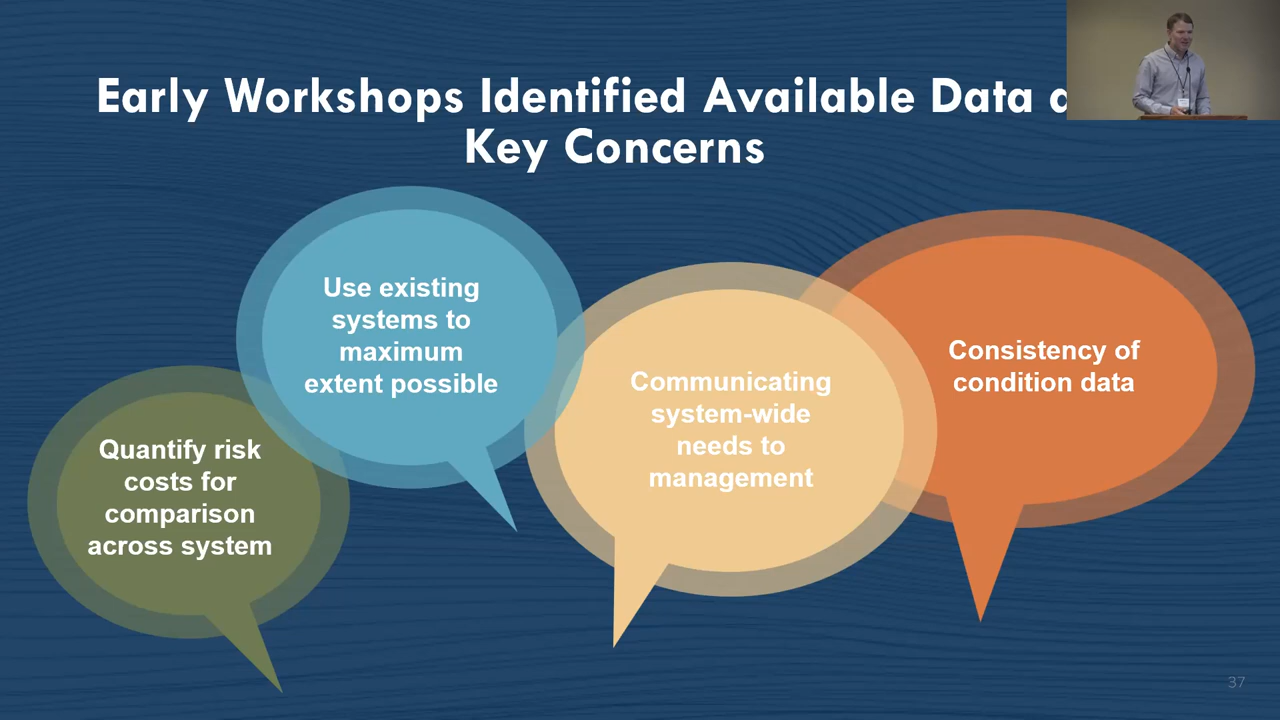 Early Workshops Identified Available Data
Key Concerns
Use existing
systems to
maximum
extent possible
Quantify risk
costs for
comparison
across system
Communicating
system-wide
needs to
management
Consistency of
condition data
37